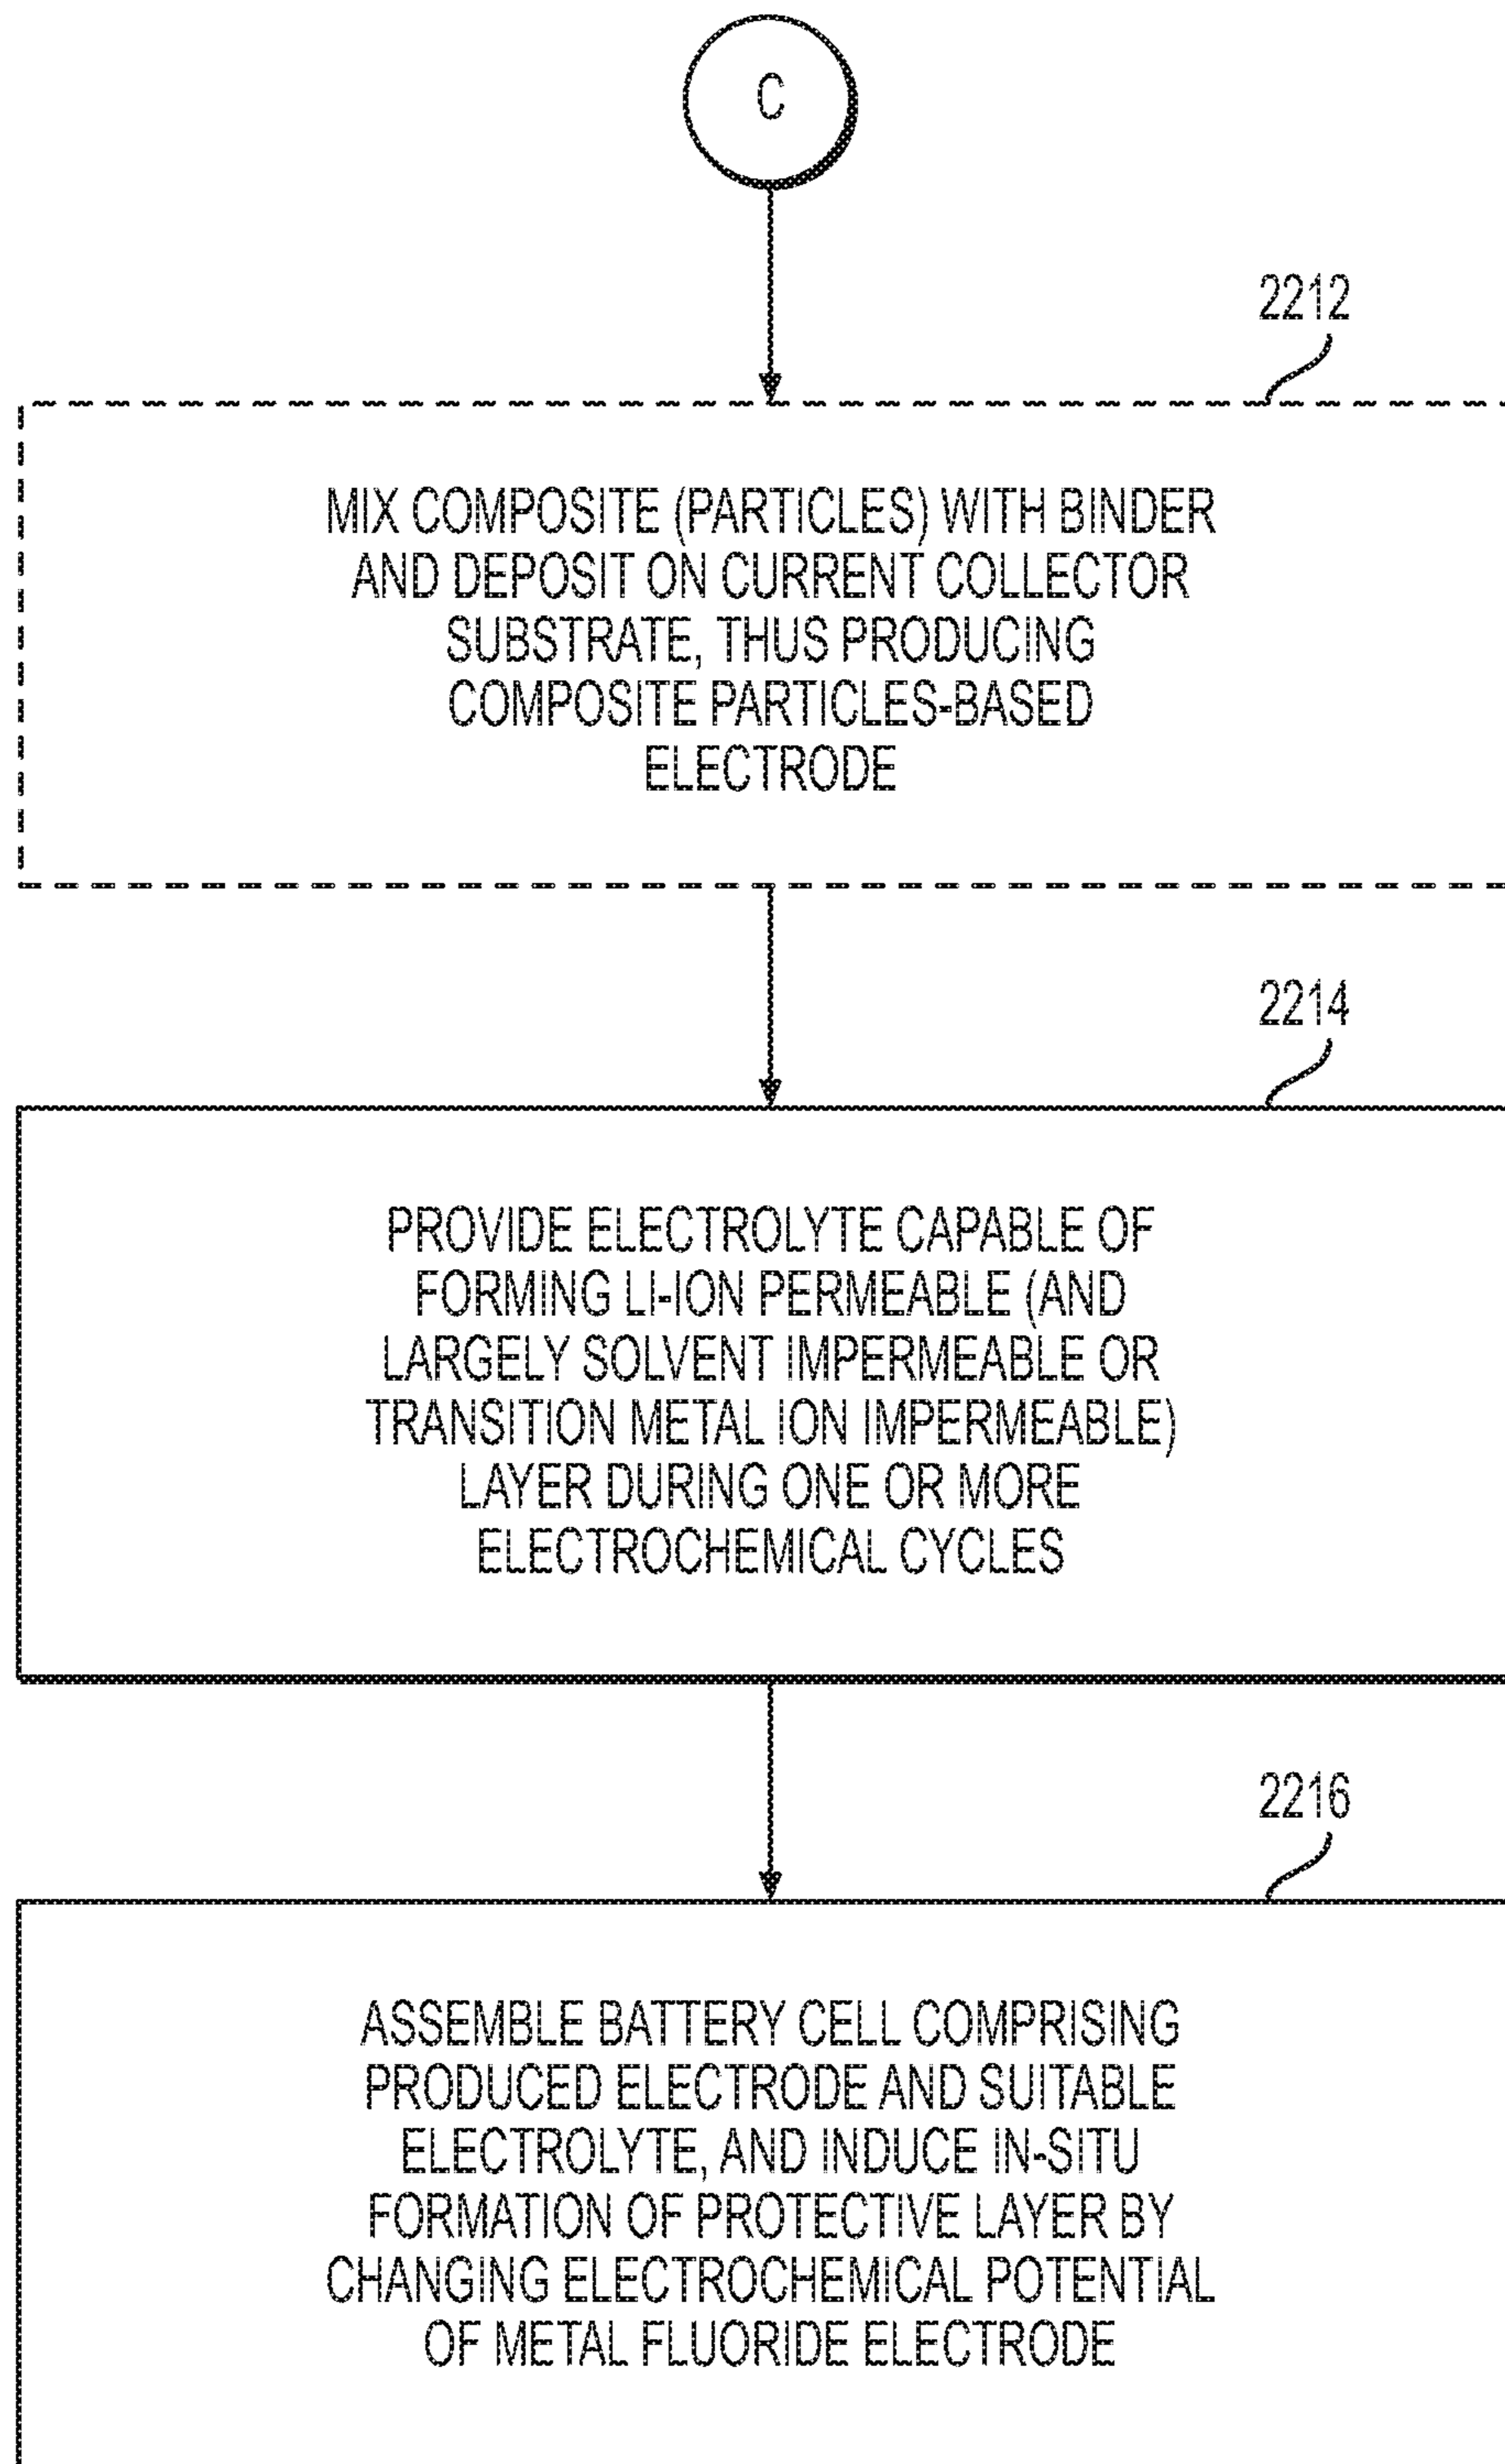 C
2212
MIX COMPOSITE (PARTICLES) WITH BINDER
AND DEPOSIT ON CURRENT COLLECTOR
SUBSTRATE, THUS PRODUCING
COMPOSITE PARTICLES-BASED
ELECTRODE
2214
PROVIDE ELECTROLYTE CAPABLE OF
FORMING LI-ION PERMEABLE (AND
LARGELY SOLVENT IMPERMEABLE OR
TRANSITION METAL ION IMPERMEABLE)
LAYER DURING ONE OR MORE
ELECTROCHEMICAL CYCLES
2216
ASSEMBLE BATTERY CELL COMPRISING
PRODUCED ELECTRODE AND SUITABLE
ELECTROLYTE, AND INDUCE IN-SITU
FORMATION OF PROTECTIVE LAYER BY
CHANGING ELECTROCHEMICAL POTENTIAL
OF METAL FLUORIDE ELECTRODE